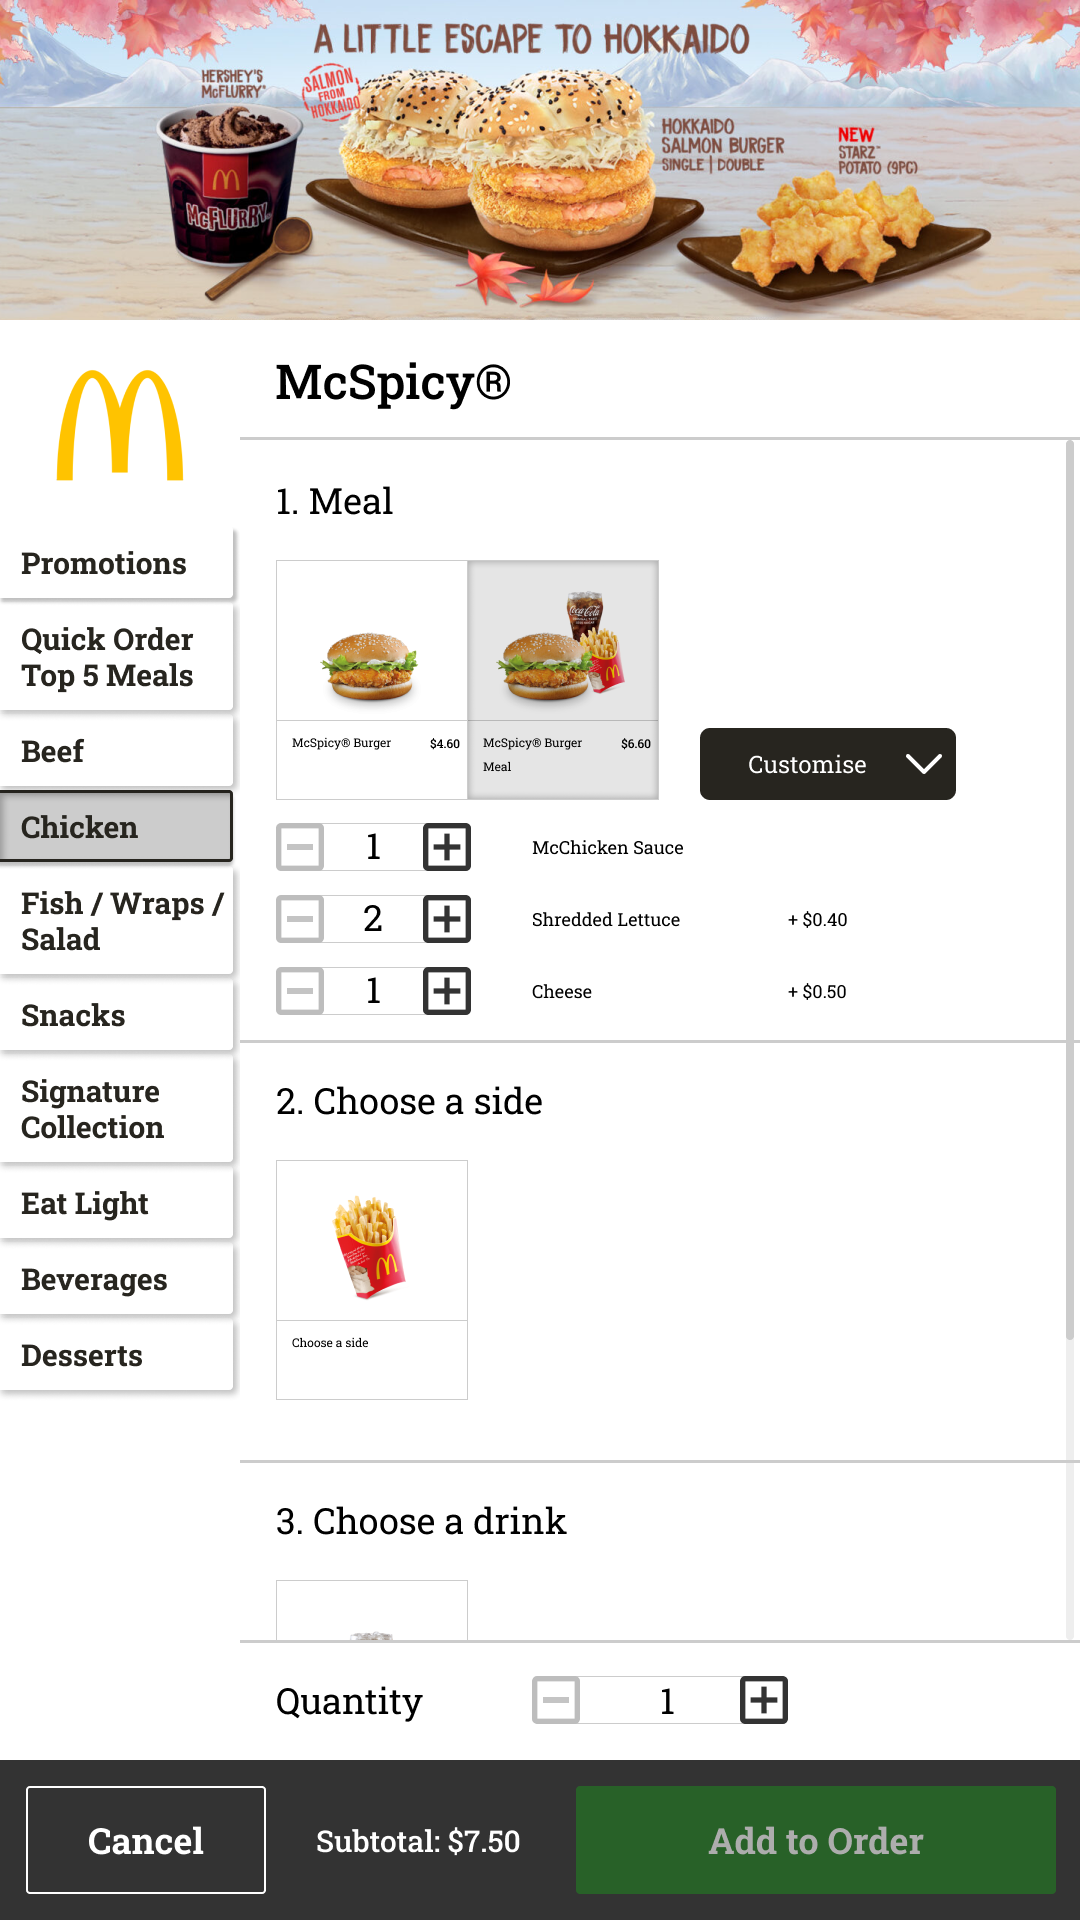 A LITTLE ESCAPE TO HOKKAIDO
HERSHEY'S
McFLURRY
SALMON
FROM
HOKKAIDO
HOKKAIDO
SALMON BURGER
SINGLE | DOUBLE
NEW
STARZ™
POTATO (9PC)
McFLURRY
McSpicy®
1. Meal
Coca-Cola
McSpicy® Burger $4.60
McSpicy® Burger $6.60
Meal
Customise
1 McChicken Sauce
2 Shredded Lettuce + $0.40
1 Cheese + $0.50
Promotions
Quick Order
Top 5 Meals
Beef
Chicken
Fish / Wraps /
Salad
Snacks
Signature
Collection
Eat Light
Beverages
Desserts
2. Choose a side
Choose a side
3. Choose a drink
Quantity 1
Cancel
Subtotal: $7.50
Add to Order